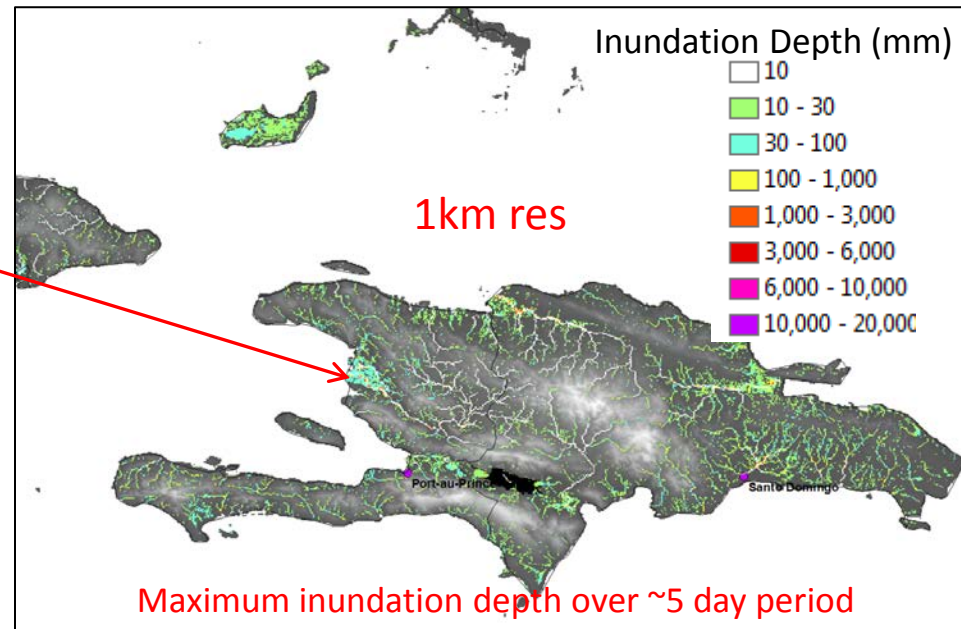 Inundation Depth (mm)
10
10 - 30
30 - 100
100 - 1,000
1,000 - 3,000
3,000 - 6,000
6,000 - 10,000
10,000 - 20,000
1km res
Port-au-Prince
Santo Domingo
Maximum inundation depth over ~5 day period